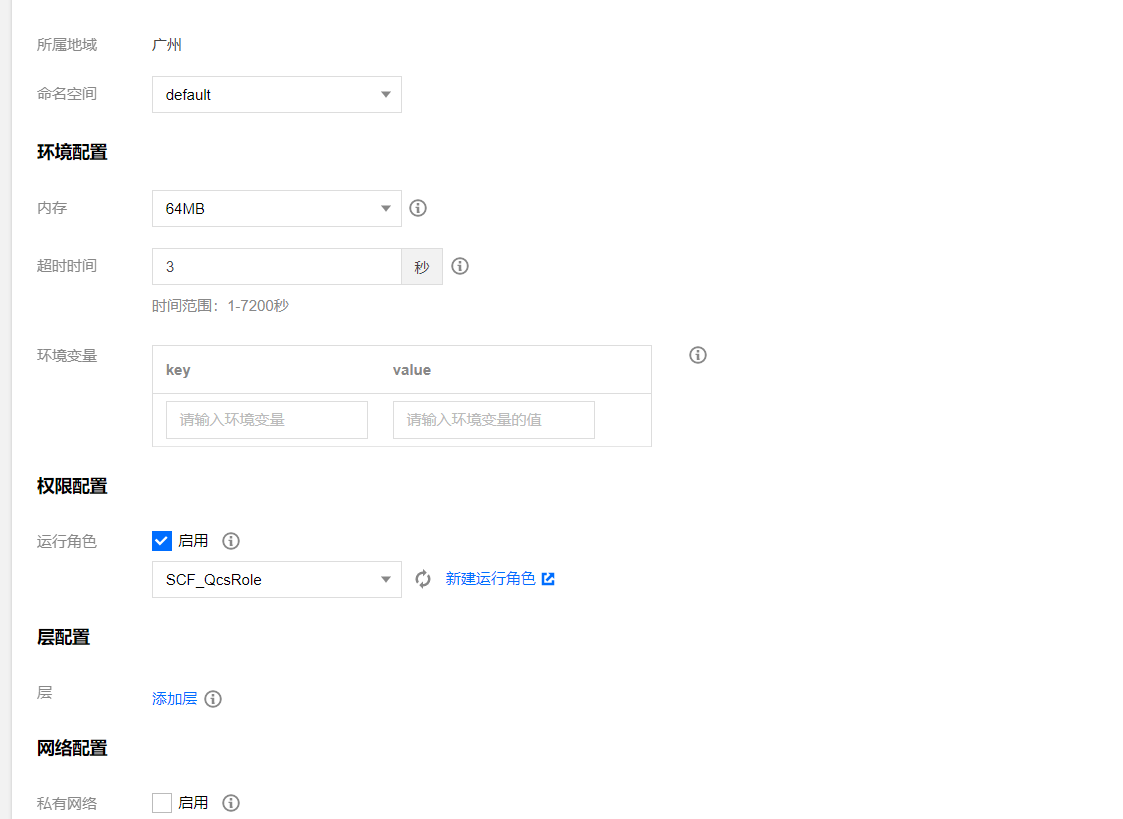 所属地域 广州
命名空间 default
环境配置
内存 64MB
超时时间 3 秒
时间范围：1-7200秒
环境变量 key value
请输入环境变量 请输入环境变量的值
权限配置
运行角色 启用
SCF_QcsRole 新建运行角色
层配置
层 添加层
网络配置
私有网络 启用